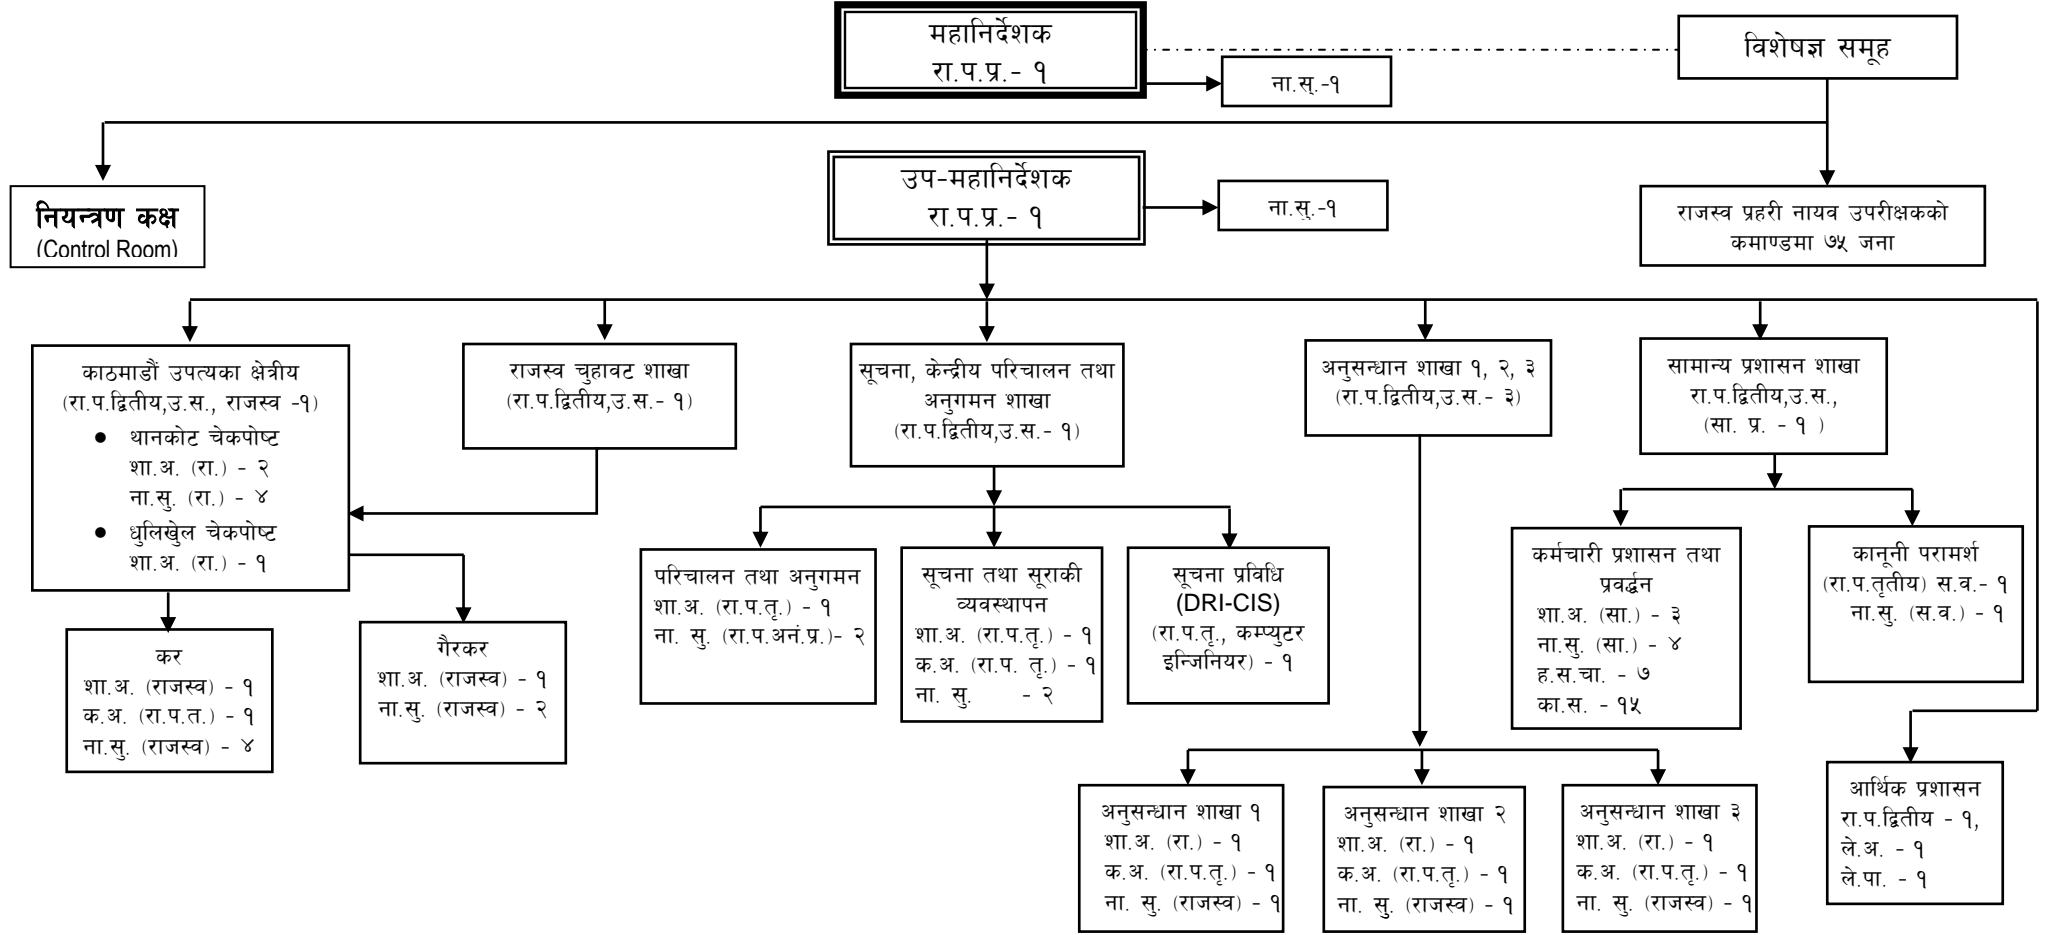 महानिर्देशक
रा.प.प्र.- १
विशेषज्ञ समूह
ना.सु.-१
उप-महानिर्देशक
रा.प.प्र.- १
ना.सु.-१
नियन्त्रण कक्ष
(Control Room)
राजस्व प्रहरी नायव उपरीक्षकको
कमाण्डमा ७५ जना
काठमाडौं उपत्यका क्षेत्रीय
(रा.प.द्वितीय,उ.स., राजस्व -१)
● थानकोट चेकपोष्ट
शा.अ. (रा.) - २
ना.सु. (रा.) - ४
● धुलिखेल चेकपोष्ट
शा.अ. (रा.) - १
राजस्व चुहावट शाखा
(रा.प.द्वितीय,उ.स.- १)
सूचना, केन्द्रीय परिचालन तथा
अनुगमन शाखा
(रा.प.द्वितीय,उ.स.- १)
अनुसन्धान शाखा १, २, ३
(रा.प.द्वितीय,उ.स.- ३)
सामान्य प्रशासन शाखा
रा.प.द्वितीय,उ.स.,
(सा. प्र. - १ )
कर
शा.अ. (राजस्व) - १
क.अ. (रा.प.त.) - १
ना.सु. (राजस्व) - ४
गैरकर
शा.अ. (राजस्व) - १
ना.सु. (राजस्व) - २
परिचालन तथा अनुगमन
शा.अ. (रा.प.तृ.) - १
ना. सु. (रा.प.अनं.प्र.)- २
सूचना तथा सूराकी
व्यवस्थापन
शा.अ. (रा.प.तृ.) - १
क.अ. (रा.प. तृ.) - १
ना. सु. - २
सूचना प्रविधि
(DRI-CIS)
(रा.प.तृ., कम्प्युटर
इन्जिनियर) - १
कर्मचारी प्रशासन तथा
प्रवर्द्धन
शा.अ. (सा.) - ३
ना.सु. (सा.) - ४
ह.स.चा. - ७
का.स. - १५
कानूनी परामर्श
(रा.प.तृतीय) स.व.- १
ना.सु. (स.व.) - १
अनुसन्धान शाखा १
शा.अ. (रा.) - १
क.अ. (रा.प.तृ.) - १
ना. सु. (राजस्व) - १
अनुसन्धान शाखा २
शा.अ. (रा.) - १
क.अ. (रा.प.तृ.) - १
ना. सु. (राजस्व) - १
अनुसन्धान शाखा ३
शा.अ. (रा.) - १
क.अ. (रा.प.तृ.) - १
ना. सु. (राजस्व) - १
आर्थिक प्रशासन
रा.प.द्वितीय - १,
ले.अ. - १
ले.पा. - १